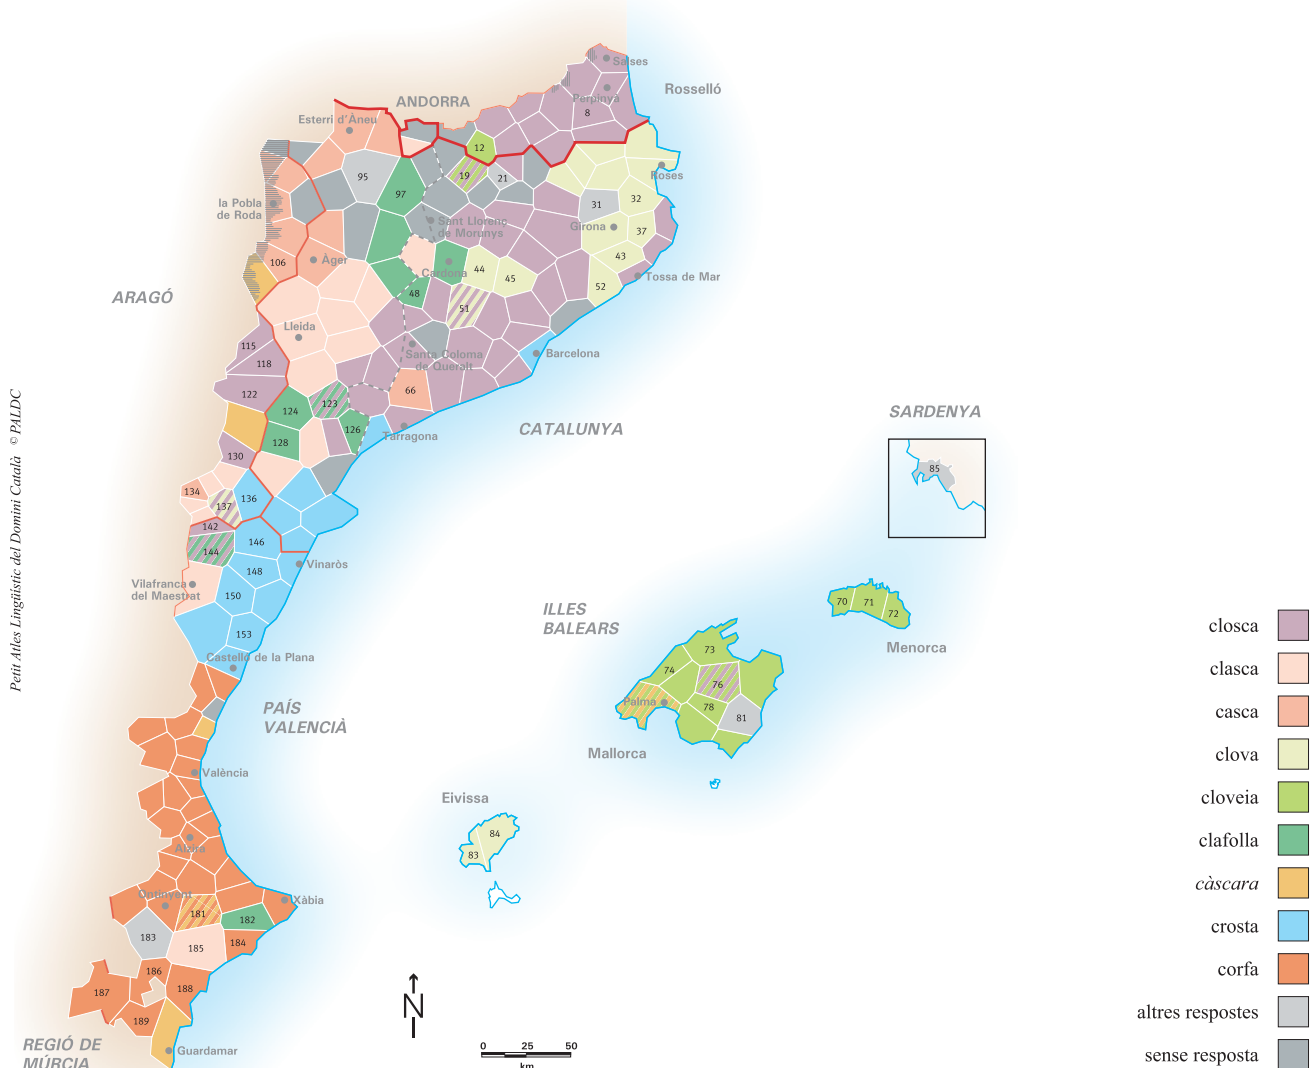 Salses
Rosselló
Perpinyà
8
ANDORRA
Esterri d'Àneu
12
19
21
95
97
Roses
31
32
la Pobla
de Roda
Sant Llorenç
de Morunys
Girona
37
43
Àger
106
Cardona
44
45
48
51
52
Tossa de Mar
ARAGÓ
Lleida
115
118
Santa Coloma
de Queralt
Barcelona
122
66
123
124
126
128
Tarragona
CATALUNYA
SARDENYA
85
130
134
136
137
142
144
146
Vinaròs
148
Vilafranca
del Maestrat
150
153
Castelló de la Plana
PAÍS
VALENCIÀ
ILLES
BALEARS
70
71
72
Menorca
73
74
76
Palma
78
81
Mallorca
València
Eivissa
84
83
Alzira
Ontinyent
Xàbia
181
182
183
184
185
186
187
188
189
Guardamar
REGIÓ DE
MÚRCIA
N
0
25
50
km
Petit Atles Lingüístic del Domini Català © PALDC
closca
clasca
casca
clova
cloveia
clafolla
càscara
crosta
corfa
altres respostes
sense resposta